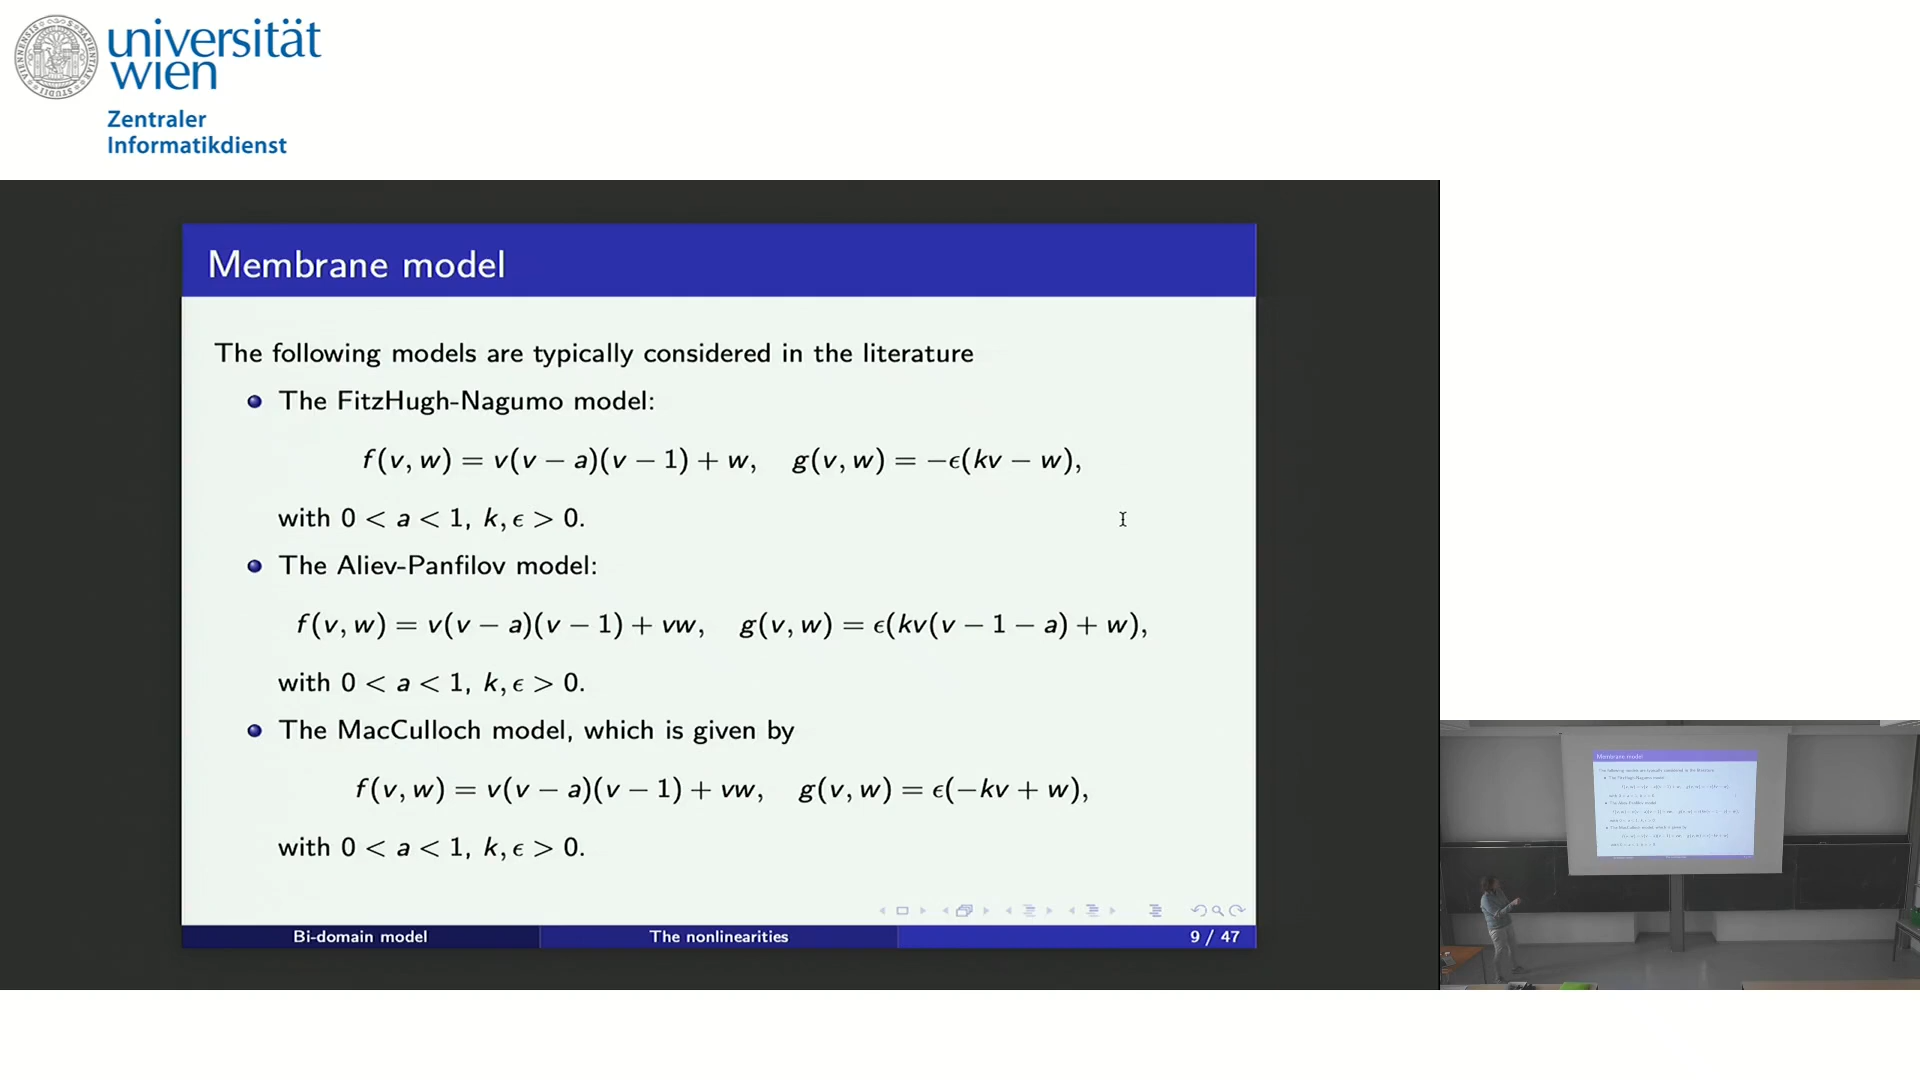 universität
wien
Zentraler
Informatikdienst
Membrane model
The following models are typically considered in the literature
The FitzHugh-Nagumo model:
f(v, w) = v(v − a)(v − 1) + w, g(v, w) = −ϵ(kv − w),
with 0 < a < 1, k, ϵ > 0.
The Aliev-Panfilov model:
f(v, w) = v(v − a)(v − 1) + vw, g(v, w) = ϵ(kv(v − 1 − a) + w),
with 0 < a < 1, k, ϵ > 0.
The MacCulloch model, which is given by
f(v, w) = v(v − a)(v − 1) + vw, g(v, w) = ϵ(−kv + w),
with 0 < a < 1, k, ϵ > 0.
Bi-domain model The nonlinearities 9 / 47
Membrane model